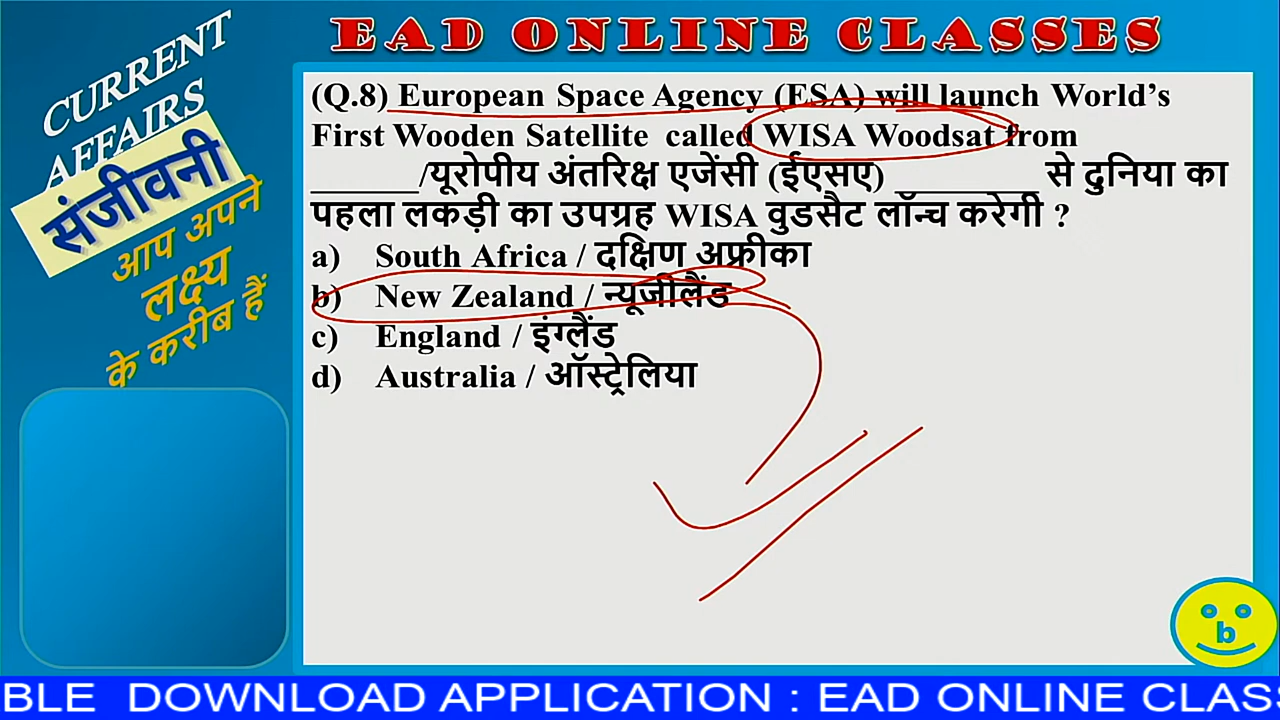 EAD ONLINE CLASSES
CURRENT
AFFAIRS
संजीवनी
आप अपने
लक्ष्य
के करीब हैं
(Q.8) European Space Agency (ESA) will launch World’s
First Wooden Satellite called WISA Woodsat from
______/यूरोपीय अंतरिक्ष एजेंसी (ईएसए) ________ से दुनिया का
पहला लकड़ी का उपग्रह WISA वुडसैट लॉन्च करेगी ?
a) South Africa / दक्षिण अफ्रीका
b) New Zealand / न्यूजीलैंड
c) England / इंग्लैंड
d) Australia / ऑस्ट्रेलिया
b
BLE DOWNLOAD APPLICATION : EAD ONLINE CLASS